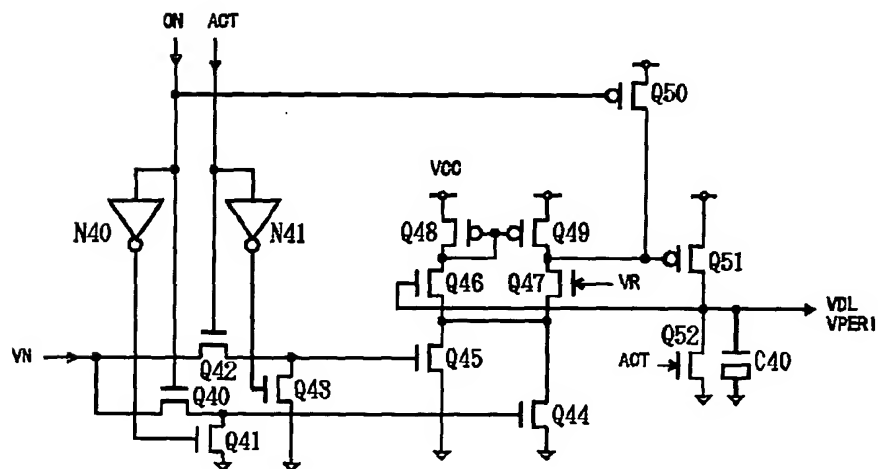 ON ACT
Q50
VCC
N40 N41
Q48 Q49
Q51
Q46 Q47 VR
VDL
VPERI
Q52
VN Q45
Q42 ACT C40
Q40 Q43
Q44
Q41